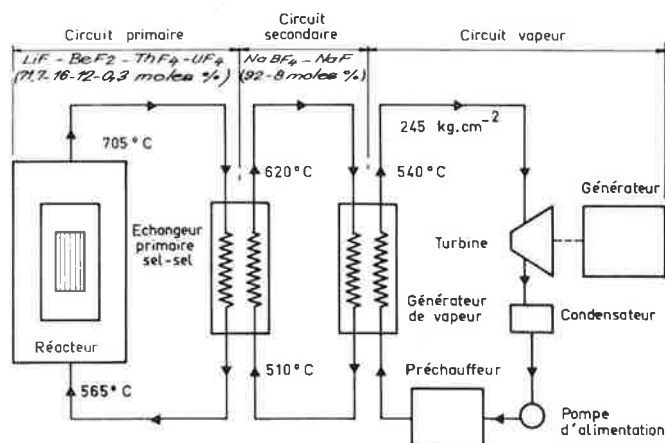 Circuit primaire
Circuit secondaire
Circuit vapeur
LiF - BeF2 - ThF4 - UF4
(71,7-16-12-0,3 moles %)
NaBF4 - NaF
(92-8 moles %)
705°C
620°C
540°C
245 kg.cm-2
Générateur
Echangeur
primaire
sel-sel
Turbine
Générateur
de vapeur
Condensateur
Réacteur
510°C
Préchauffeur
565°C
Pompe
d'alimentation